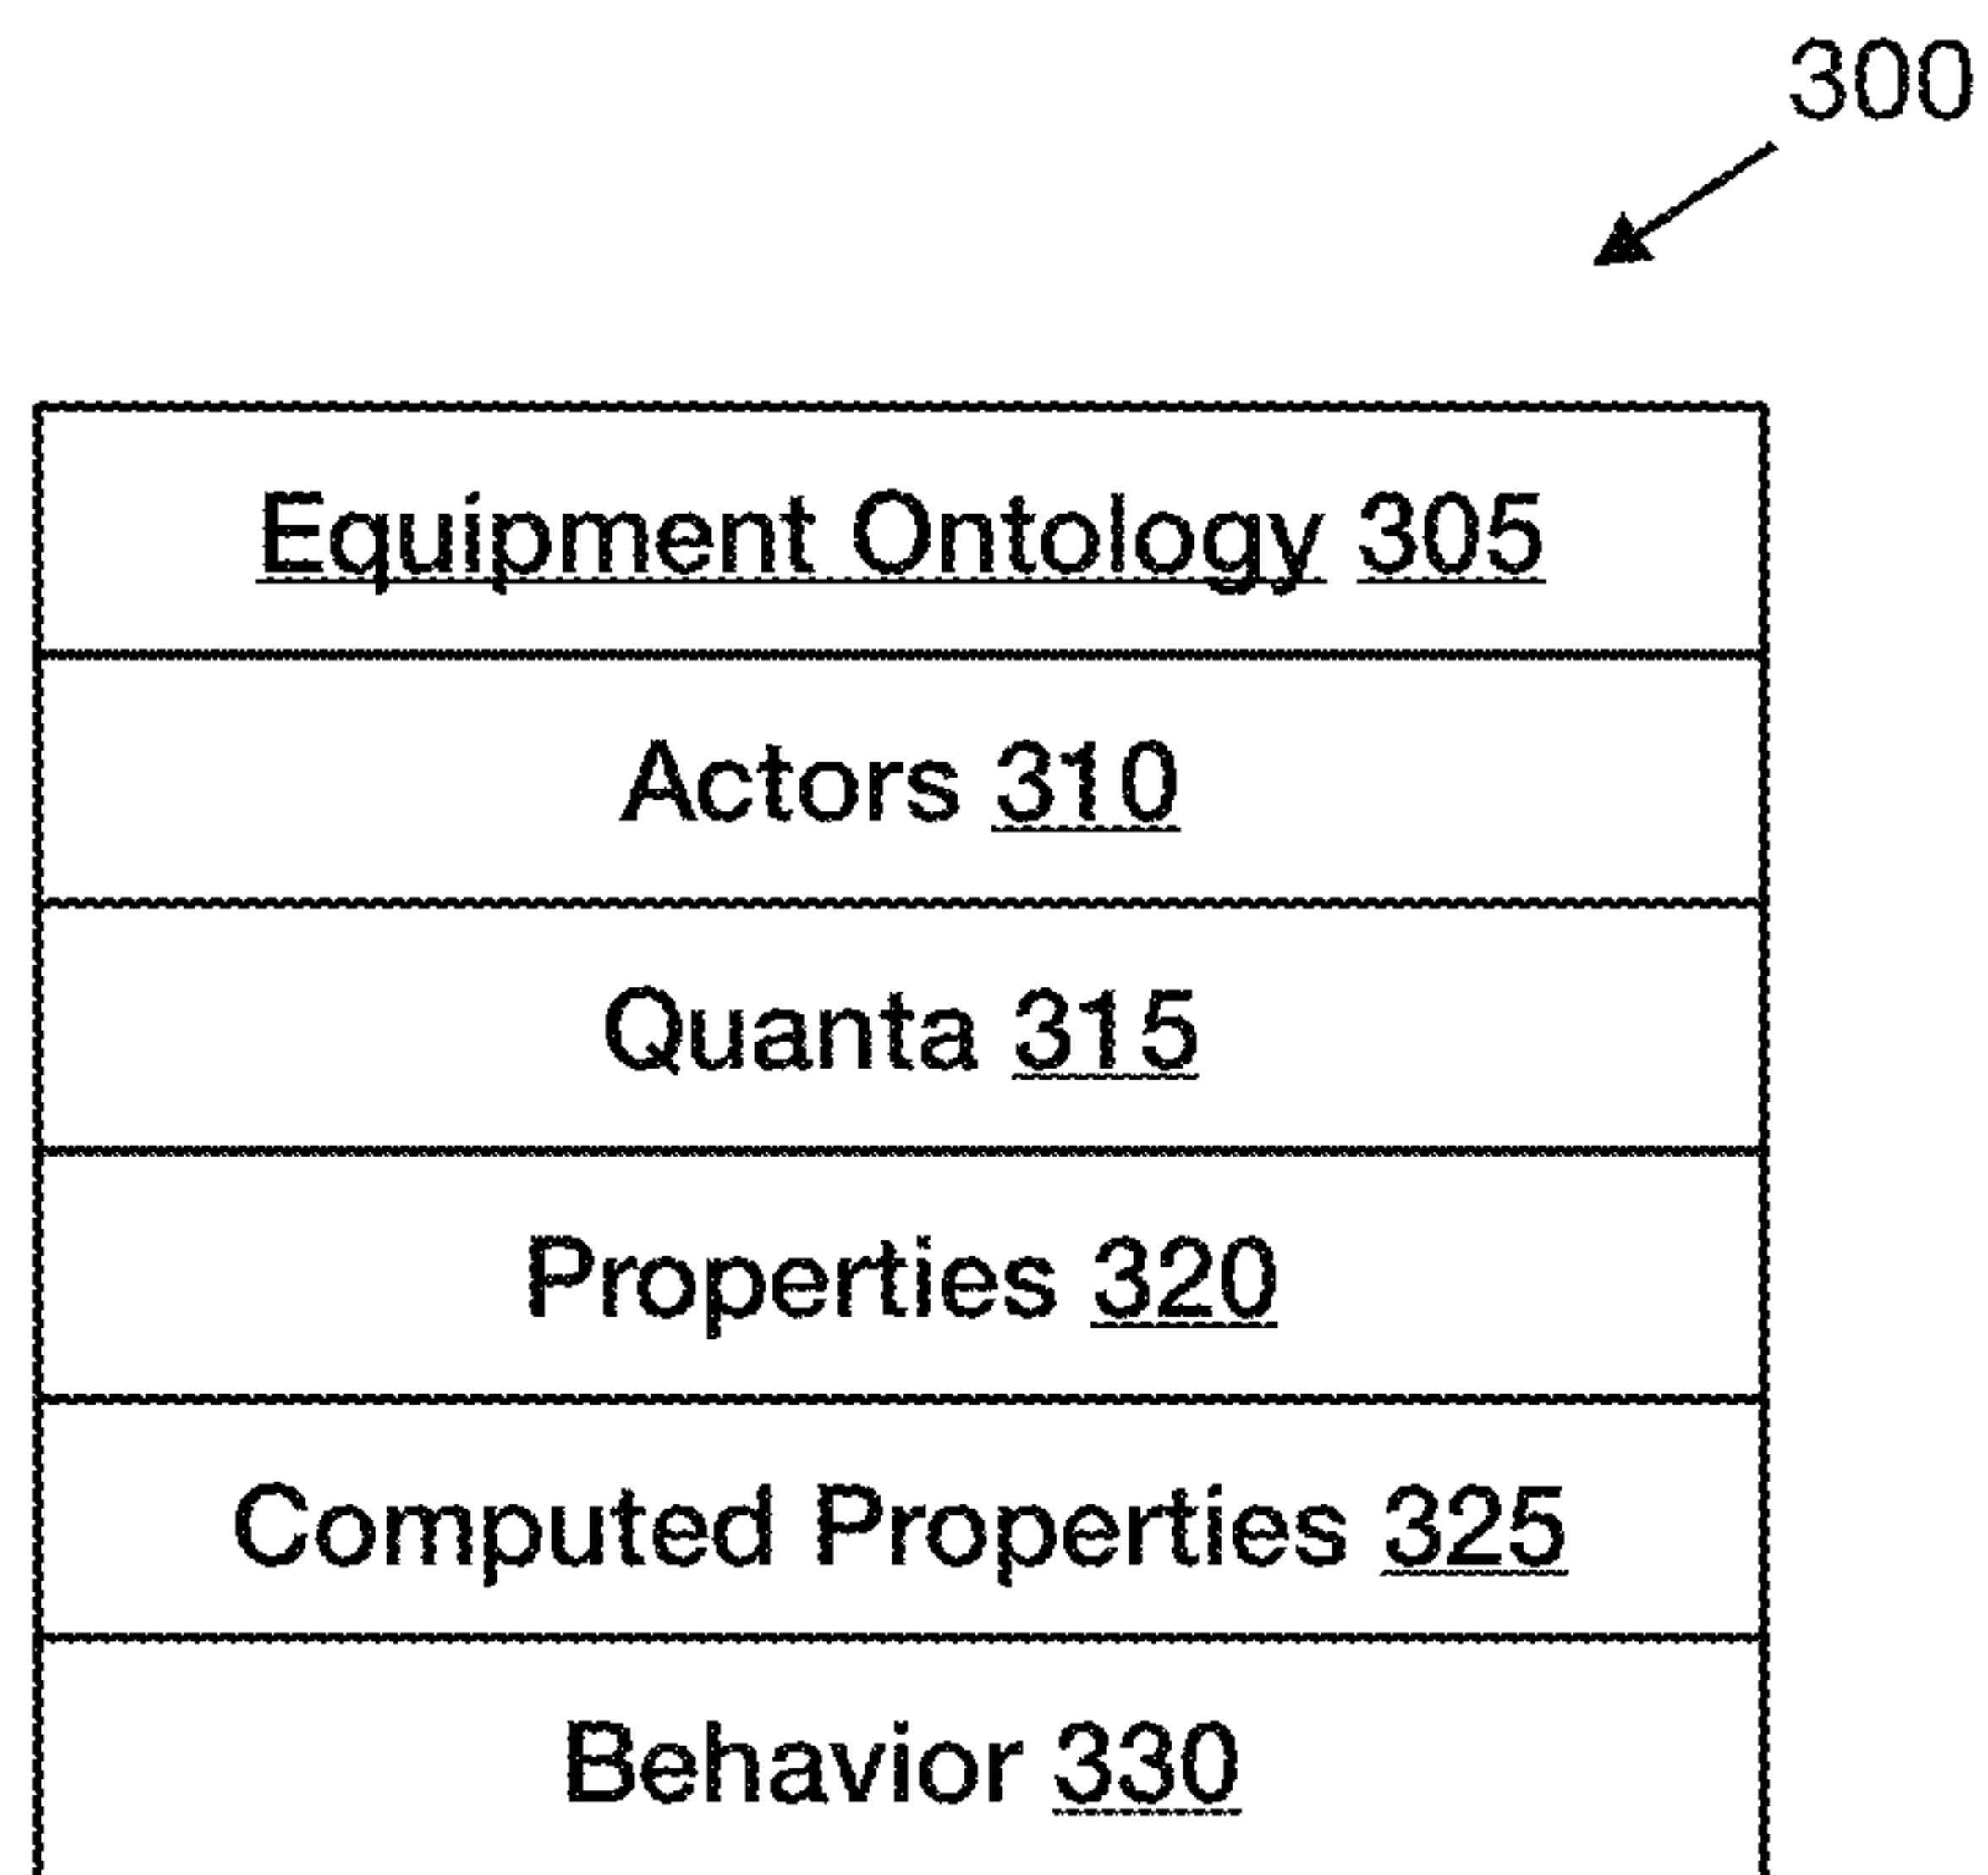 300
Equipment Ontology 305
Actors 310
Quanta 315
Properties 320
Computed Properties 325
Behavior 330